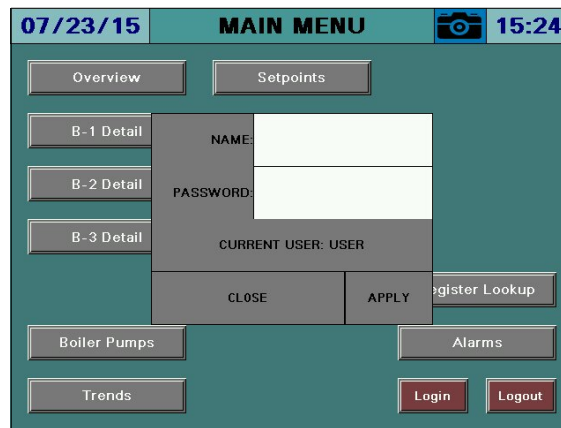 07/23/15 MAIN MENU 15:24
Overview Setpoints
B-1 Detail
NAME:
B-2 Detail
PASSWORD:
B-3 Detail
CURRENT USER: USER
CLOSE APPLY
egister Lookup
Boiler Pumps Alarms
Trends Login Logout